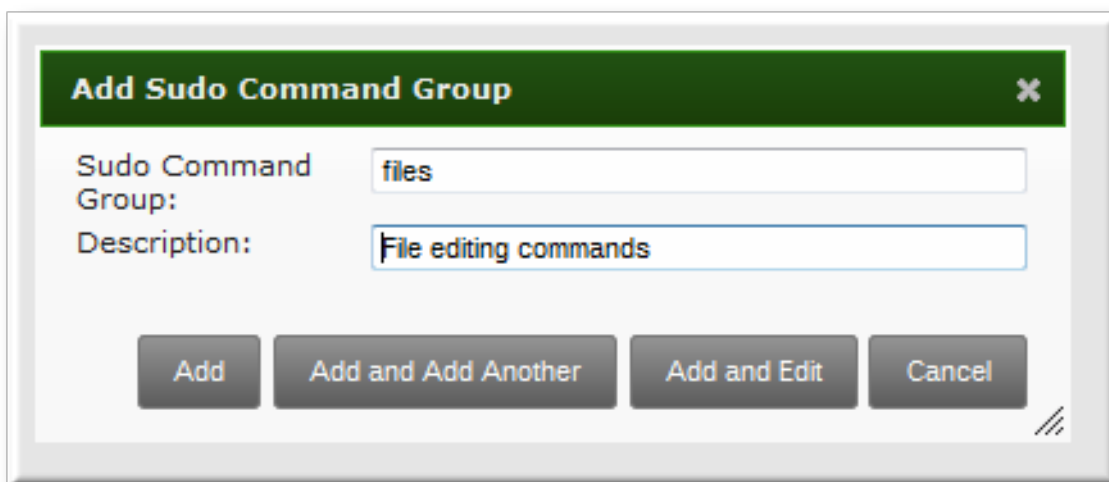 Add Sudo Command Group
Sudo Command
Group:
files
Description:
File editing commands
Add
Add and Add Another
Add and Edit
Cancel